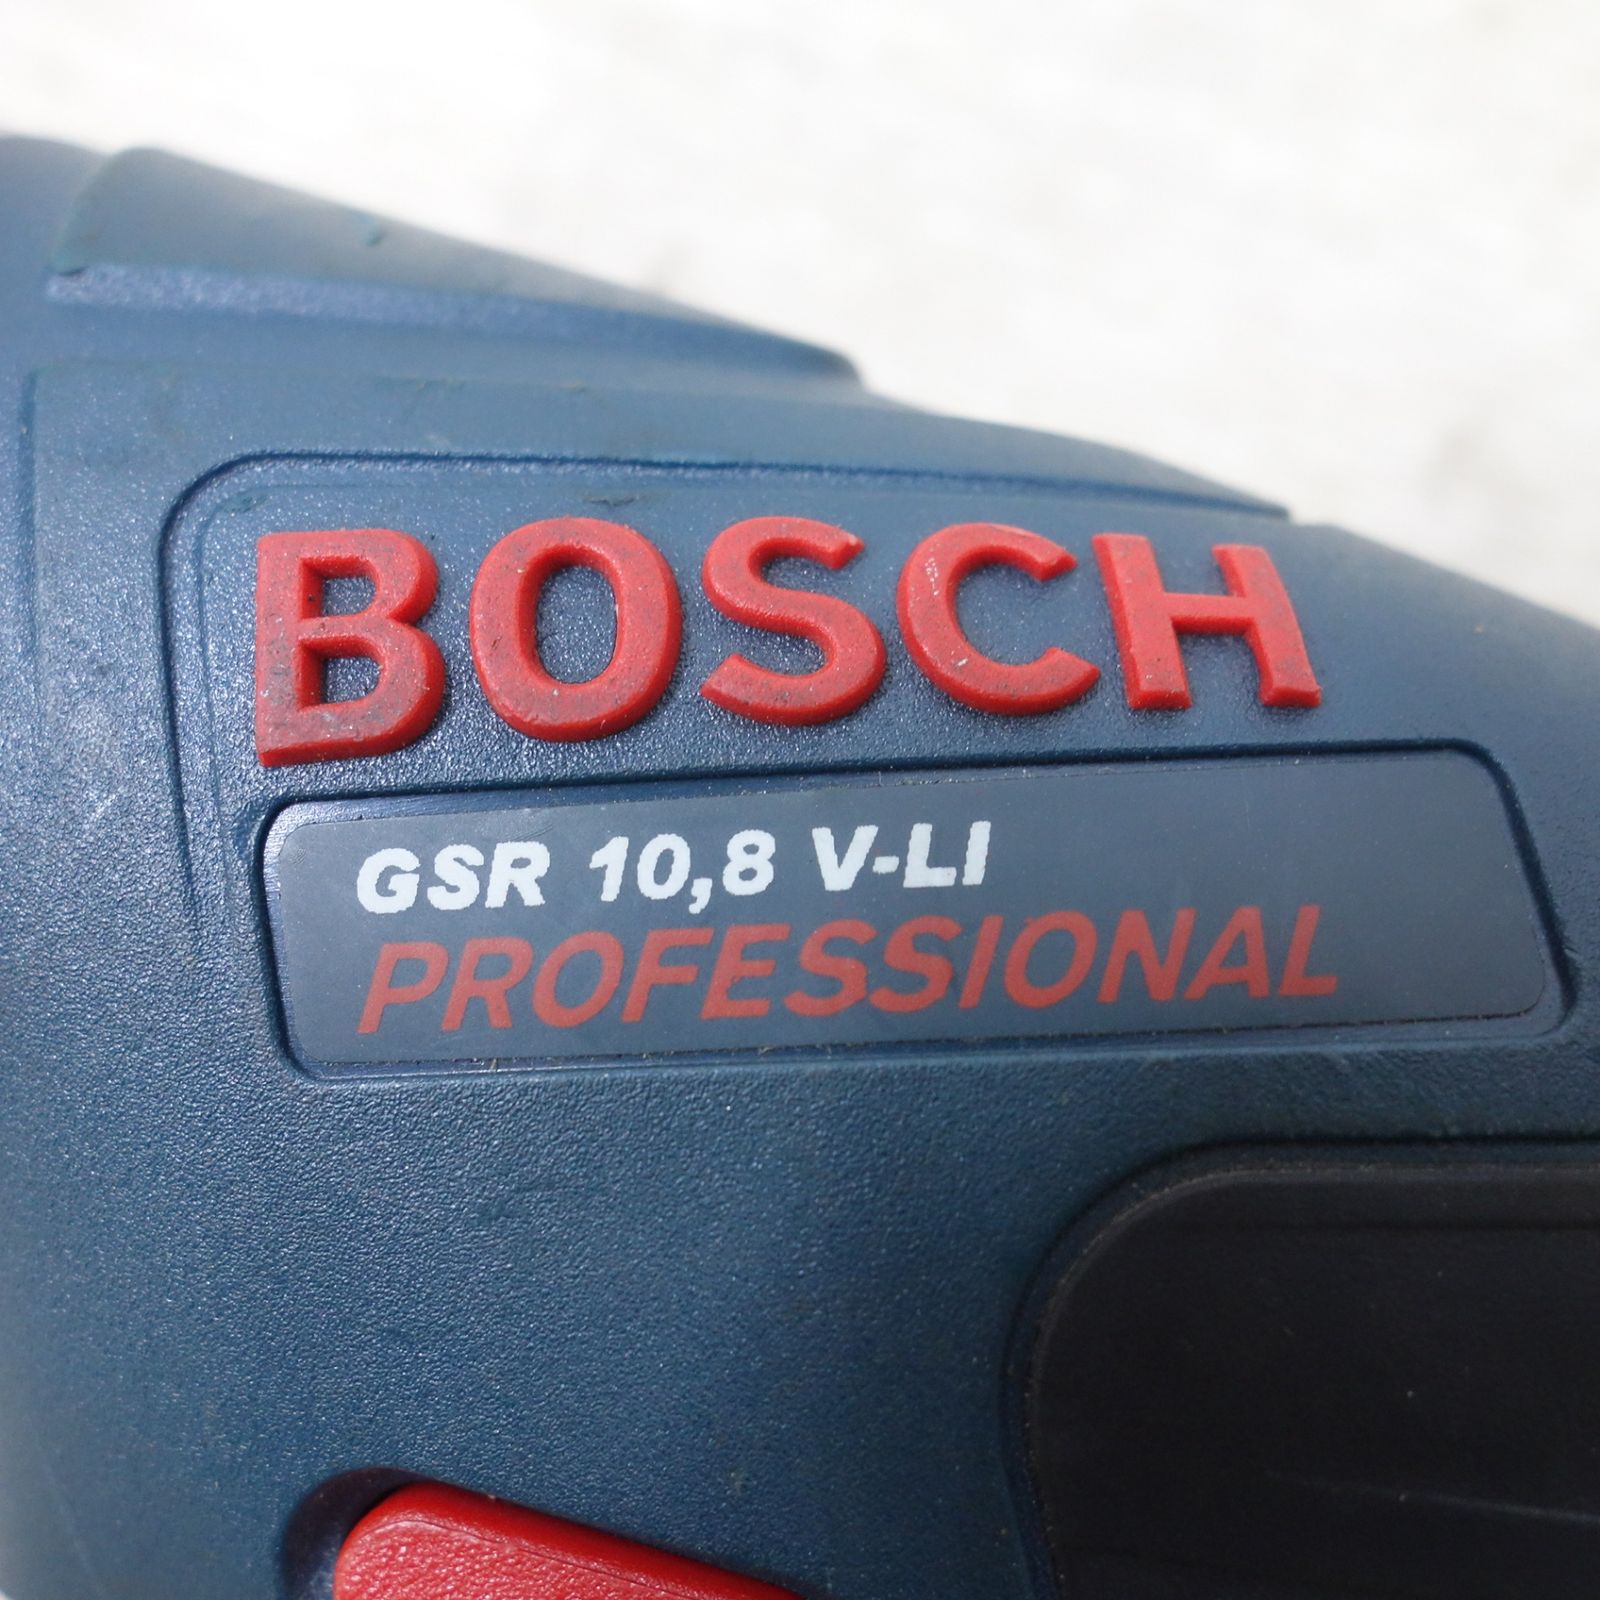 BOSCH
GSR 10,8 V-LI
PROFESSIONAL